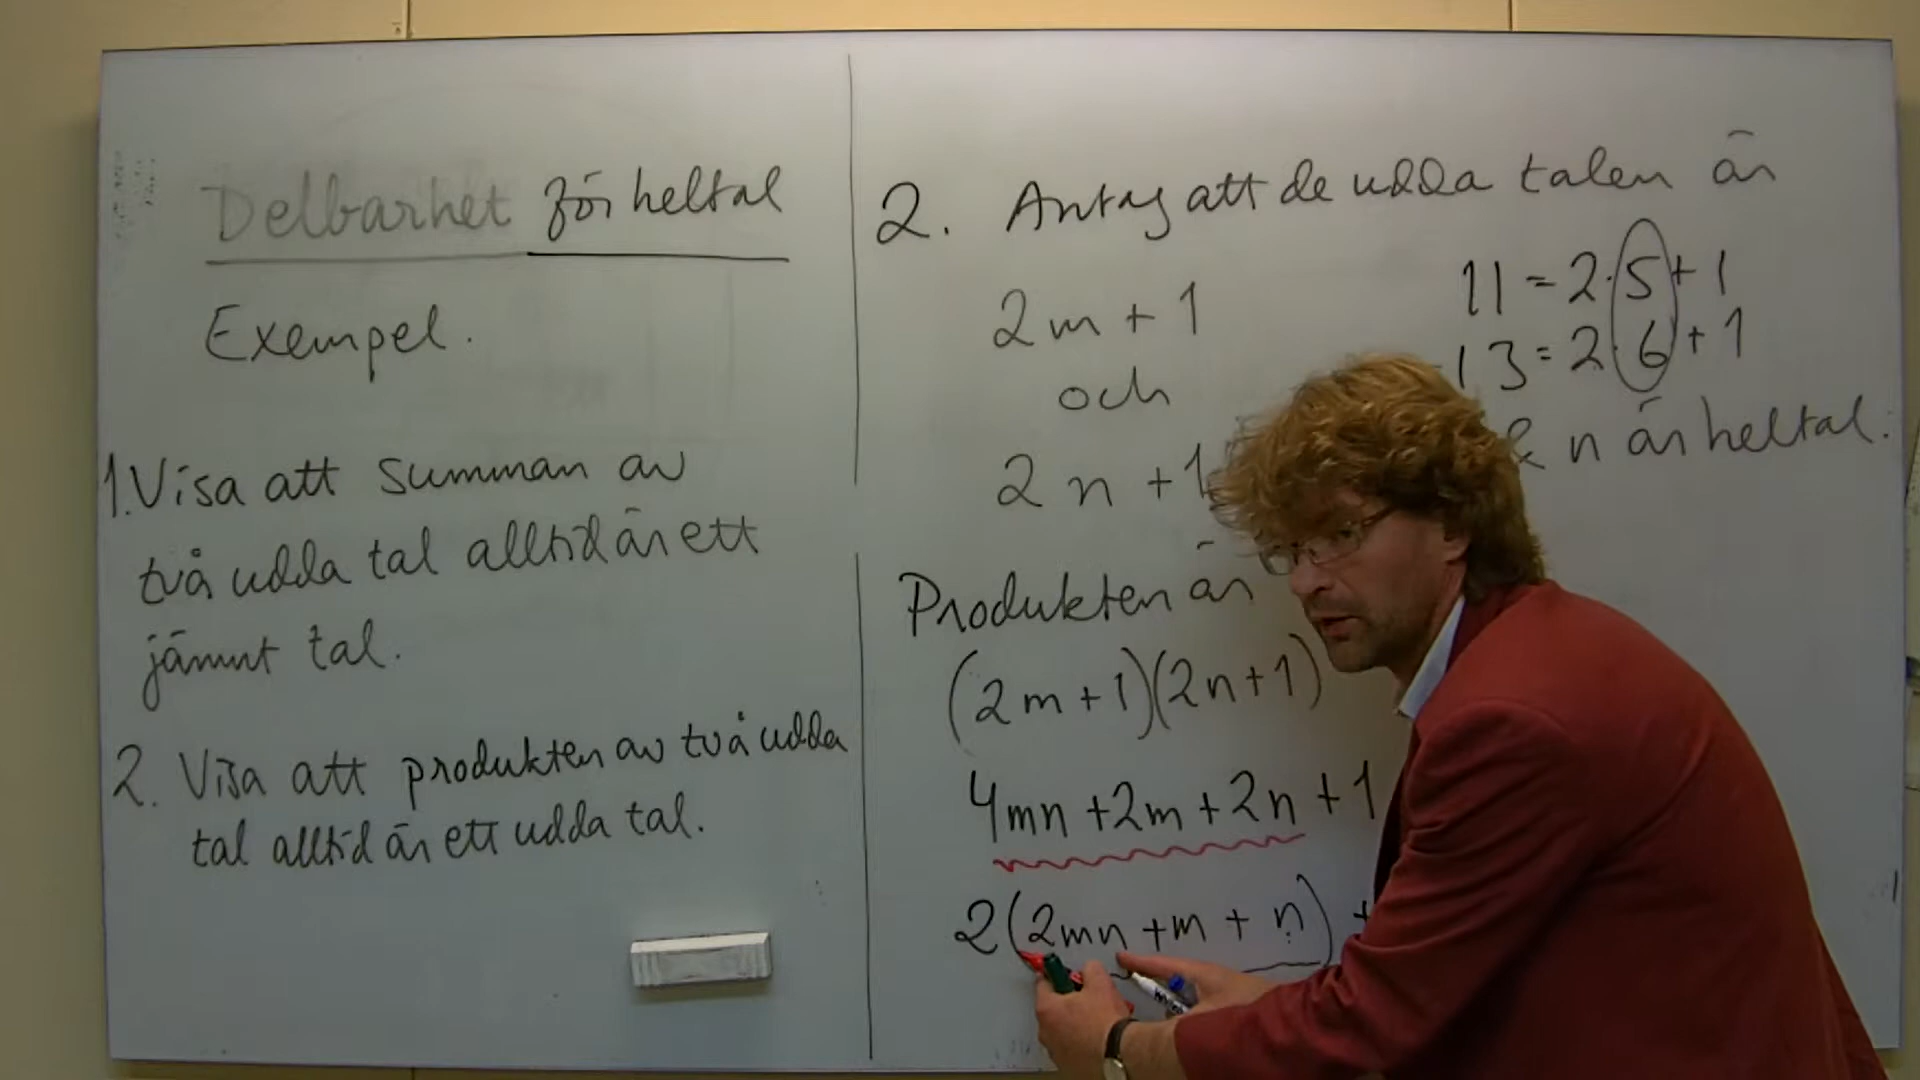 Delbarhet för heltal
Exempel.
1. Visa att summan av
två udda tal alltid är ett
jämnt tal.
2. Visa att produkten av två udda
tal alltid är ett udda tal.
2. Antag att de udda talen är
2m + 1
och
2n + 1
11 = 2·5 + 1
13 = 2·6 + 1
& n är heltal.
Produkten är
(2m + 1)(2n + 1)
4mn + 2m + 2n + 1
2(2mn + m + n) +